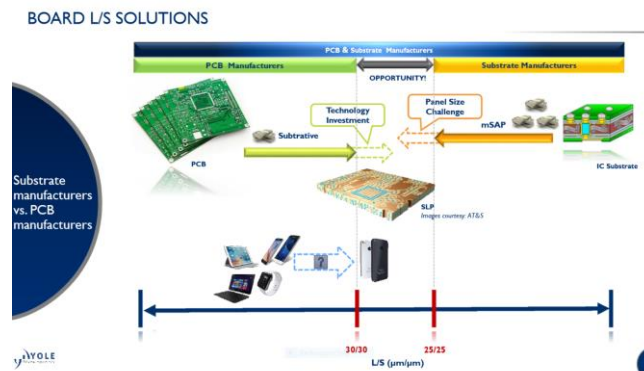 BOARD L/S SOLUTIONS
PCB & Substrate Manufacturers
PCB Manufacturers
OPPORTUNITY!
Substrate Manufacturers
Technology
Investment
Panel Size
Challenge
Subtrative
mSAP
PCB
IC Substrate
SLP
Images courtesy AT&S
Substrate
manufacturers
vs. PCB
manufacturers
?
30/30
25/25
L/S (µm/µm)
YOLE